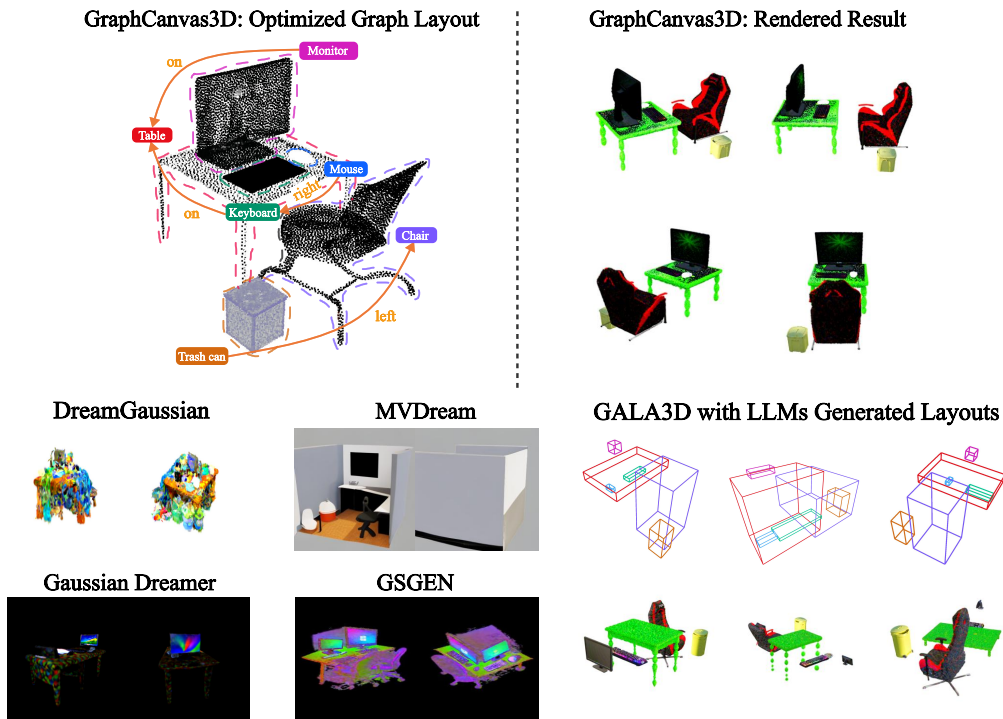 GraphCanvas3D: Optimized Graph Layout
GraphCanvas3D: Rendered Result
Monitor
on
Table
Mouse
right
Keyboard
on
Chair
left
Trash can
DreamGaussian
MVDream
GALA3D with LLMs Generated Layouts
Gaussian Dreamer
GSGEN